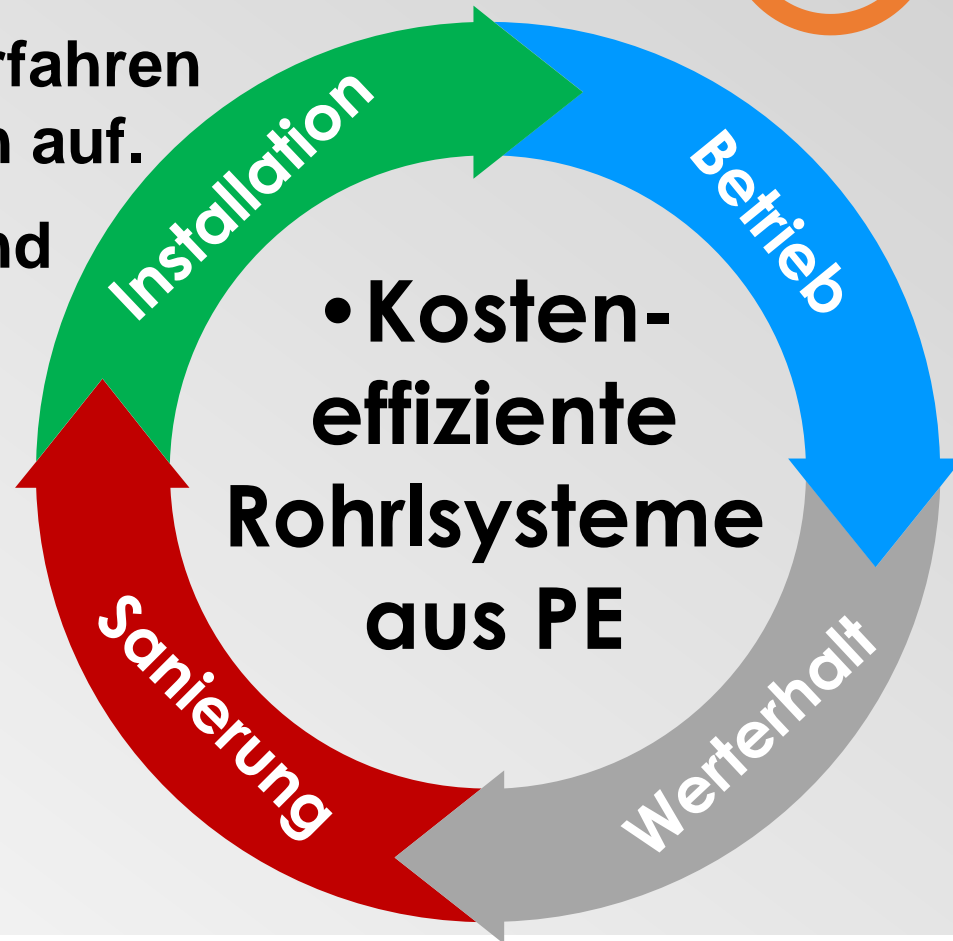 rfahren
n auf.
nd
Installation
Betrieb
•Kosten-
effiziente
Rohrlsysteme
aus PE
Sanierung
Werterhalt